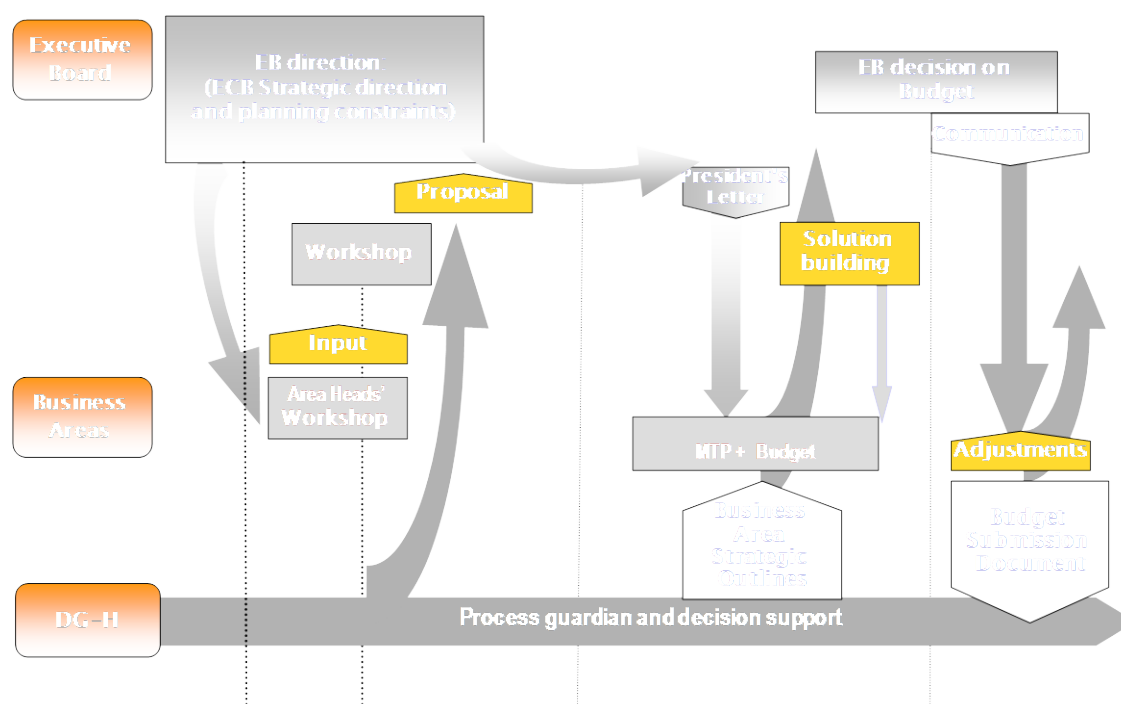 Executive
Board
EB direction
(ECB Strategic direction
and planning constraints)
EB decision on
Budget
Communication
Proposal
President's
Letter
Workshop
Solution
building
Input
Business
Areas
Area Heads'
Workshop
MTP + Budget
Adjustments
Business
Area
Strategic
Outlines
Budget
Submission
Document
DG-H
Process guardian and decision support